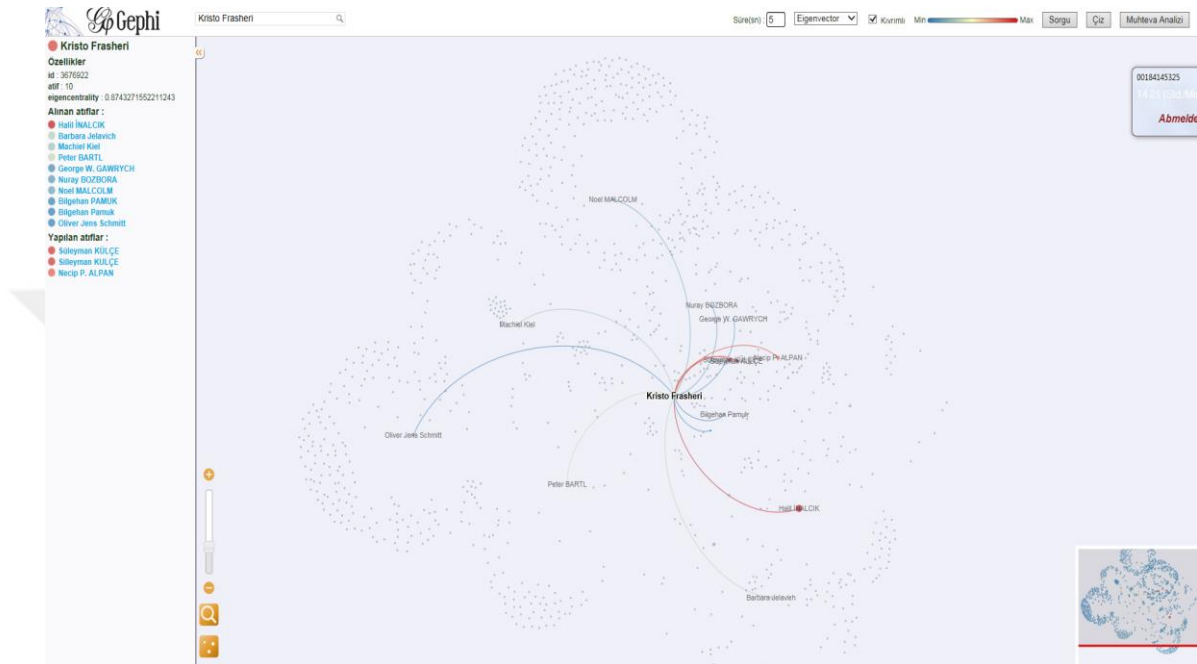 Gephi
Kristo Frasheri
Süre(sn) : 5 Eigenvector Kıvrımlı Min Max Sorgu Çiz Muhteva Analizi
Kristo Frasheri
Özellikler
id : 3676922
atif : 10
eigencentrality : 0.8743271552211243
Alınan atıflar :
Halil İNALCIK
Barbara Jelavich
Machiel Kiel
Peter BARTL
George W. GAWRYCH
Nuray BOZBORA
Noel MALCOLM
Bilgehan PAMUK
Bilgehan Pamuk
Oliver Jens Schmitt
Yapılan atıflar :
Süleyman KÜLÇE
Silleyman KULÇE
Necip P. ALPAN
00184145325
Abmelde
Noel MALCOLM
Nuray BOZBORA
George W. GAWRYCH
Machiel Kiel
Necip P. ALPAN
Kristo Frasheri
Bilgehan Pamuk
Oliver Jens Schmitt
Peter BARTL
Halil İNALCIK
Barbara Jelavich